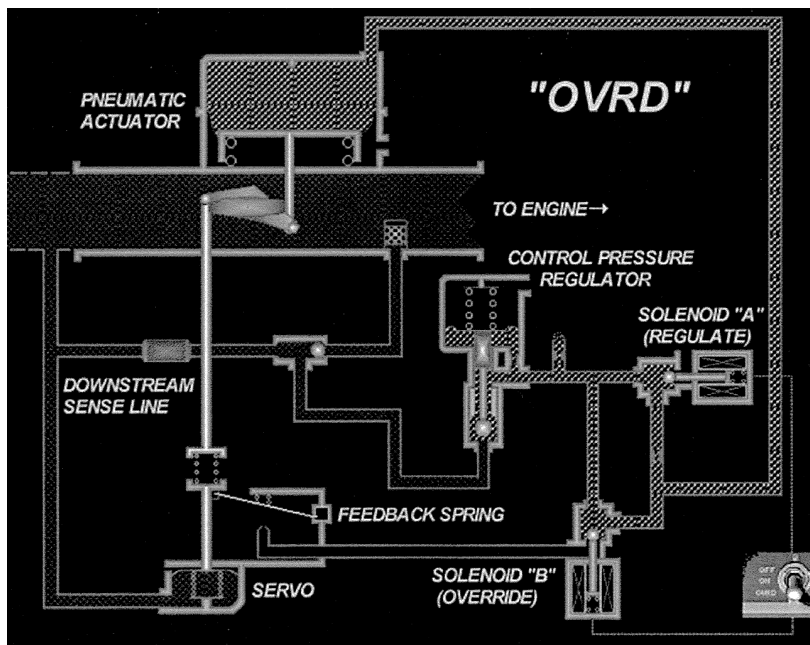 "OVRD"
PNEUMATIC
ACTUATOR
TO ENGINE→
CONTROL PRESSURE
REGULATOR
SOLENOID "A"
(REGULATE)
DOWNSTREAM
SENSE LINE
FEEDBACK SPRING
SERVO
SOLENOID "B"
(OVERRIDE)
OFF
ON
OVRD